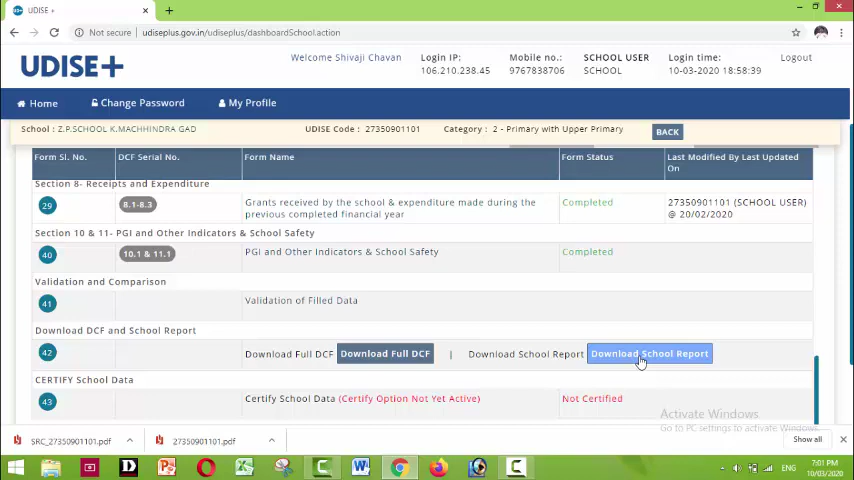 UDISE +
Not secure | udiseplus.gov.in/udiseplus/dashboardSchool.action
UDISE+
Welcome Shivaji Chavan
Login IP:
106.210.238.45
Mobile no.:
9767838706
SCHOOL USER
SCHOOL
Login time:
10-03-2020 18:58:39
Logout
Home
Change Password
My Profile
School : Z.P.SCHOOL K.MACHHINDRA GAD
UDISE Code : 27350901101
Category : 2 - Primary with Upper Primary
BACK
Form Sl. No.
DCF Serial No.
Form Name
Form Status
Last Modified By Last Updated
On
Section 8- Receipts and Expenditure
29
8.1-8.3
Grants received by the school & expenditure made during the
previous completed financial year
Completed
27350901101 (SCHOOL USER)
@ 20/02/2020
Section 10 & 11- PGI and Other Indicators & School Safety
40
10.1 & 11.1
PGI and Other Indicators & School Safety
Completed
Validation and Comparison
41
Validation of Filled Data
Download DCF and School Report
42
Download Full DCF
Download Full DCF
|
Download School Report
Download School Report
CERTIFY School Data
43
Certify School Data (Certify Option Not Yet Active)
Not Certified
Activate Windows
Go to PC settings to activate Windows.
SRC_27350901101.pdf
27350901101.pdf
Show all
ENG
7:01 PM
10/03/2020